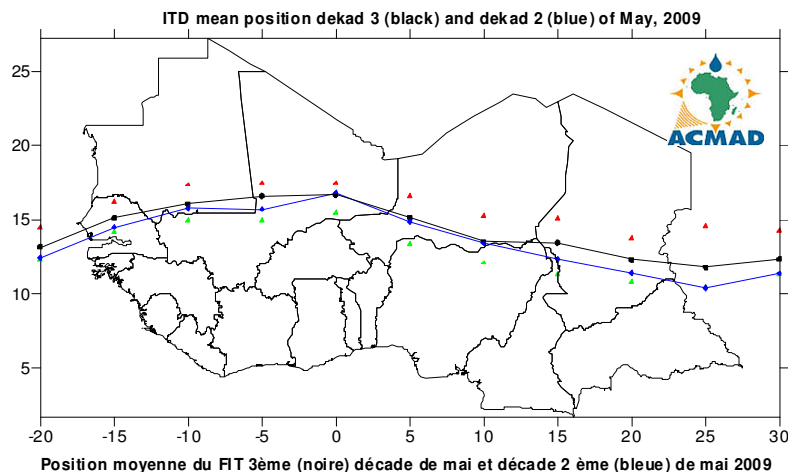 ITD mean position dekad 3 (black) and dekad 2 (blue) of May, 2009
25
20
15
10
5
ACMAD
-20 -15 -10 -5 0 5 10 15 20 25 30
Position moyenne du FIT 3ème (noire) décade de mai et décade 2 ème (bleue) de mai 2009